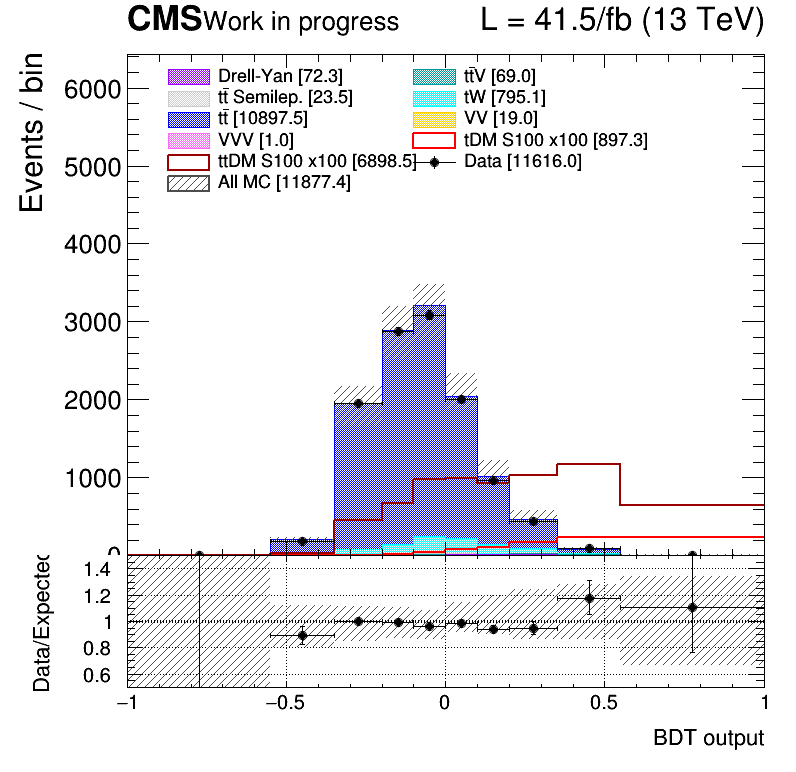 CMS Work in progress L = 41.5/fb (13 TeV)
Events / bin
6000
5000
4000
3000
2000
1000
0
Drell-Yan [72.3] tt̄V [69.0]
tt̄ Semilep. [23.5] tW [795.1]
tt̄ [10897.5] VV [19.0]
VVV [1.0] tDM S100 x100 [897.3]
ttDM S100 x100 [6898.5] Data [11616.0]
All MC [11877.4]
Data/Expected
1.4
1.2
1
0.8
0.6
−1 −0.5 0 0.5 1
BDT output